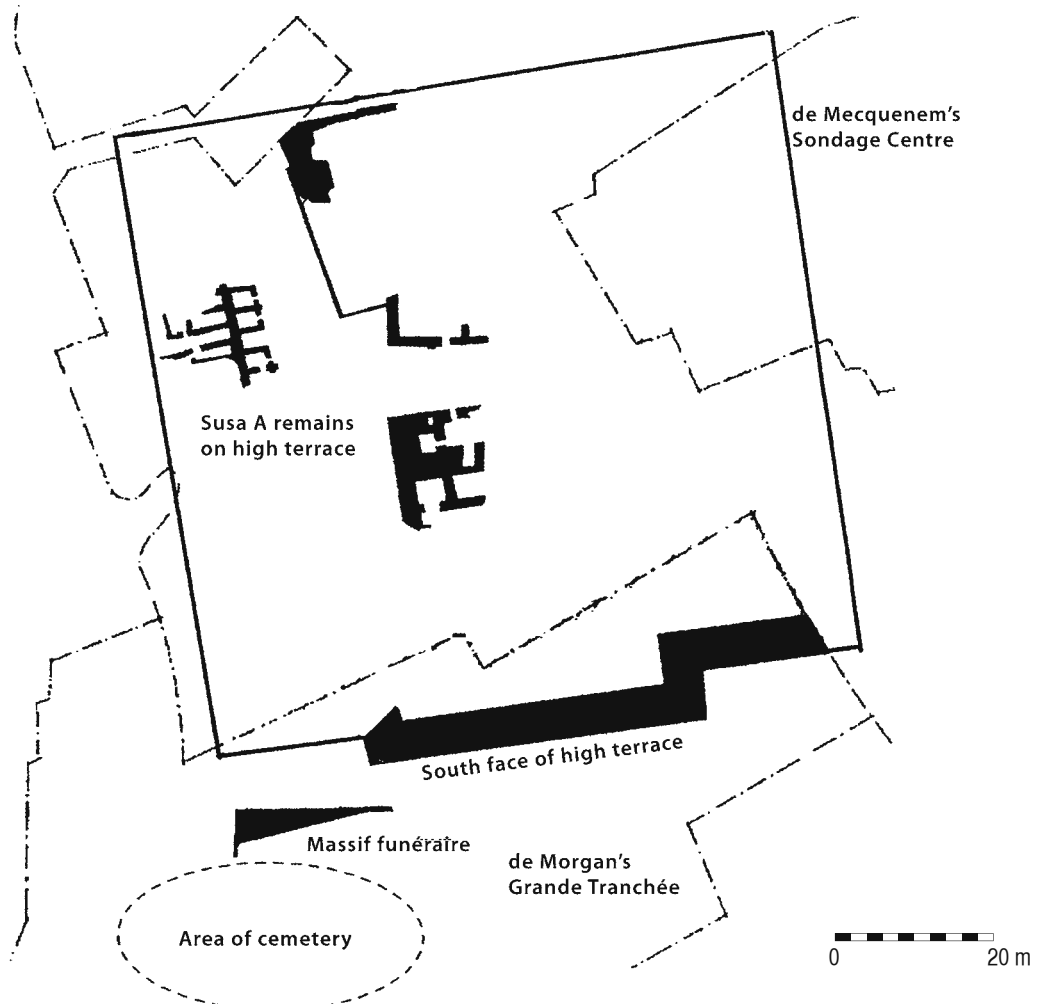 de Mecquenem's
Sondage Centre
Susa A remains
on high terrace
South face of high terrace
Massif funéraire
de Morgan's
Grande Tranchée
Area of cemetery
0
20 m